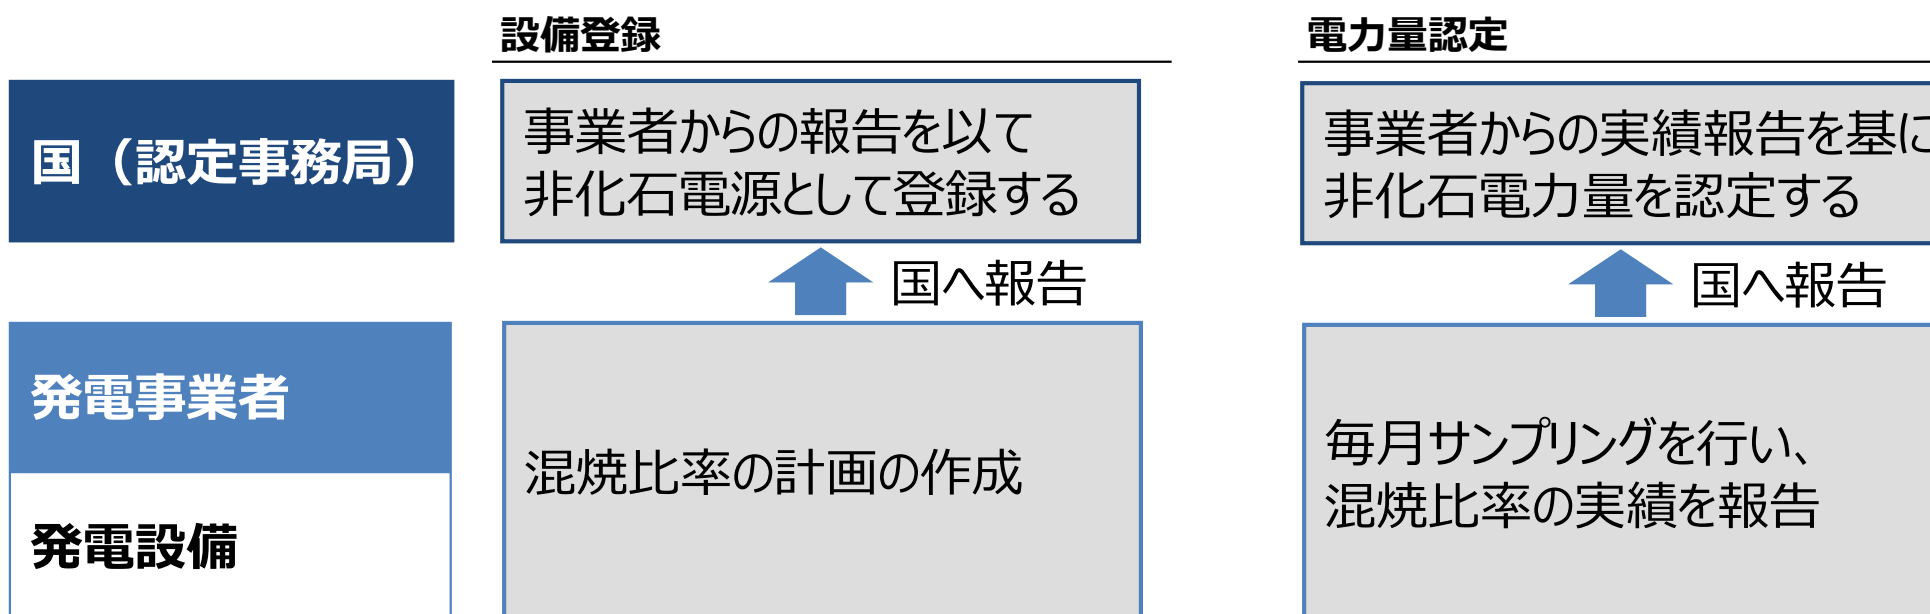 設備登録
電力量認定
国（認定事務局）
事業者からの報告を以て
非化石電源として登録する
事業者からの実績報告を基に
非化石電力量を認定する
国へ報告
国へ報告
発電事業者
発電設備
混焼比率の計画の作成
毎月サンプリングを行い、
混焼比率の実績を報告